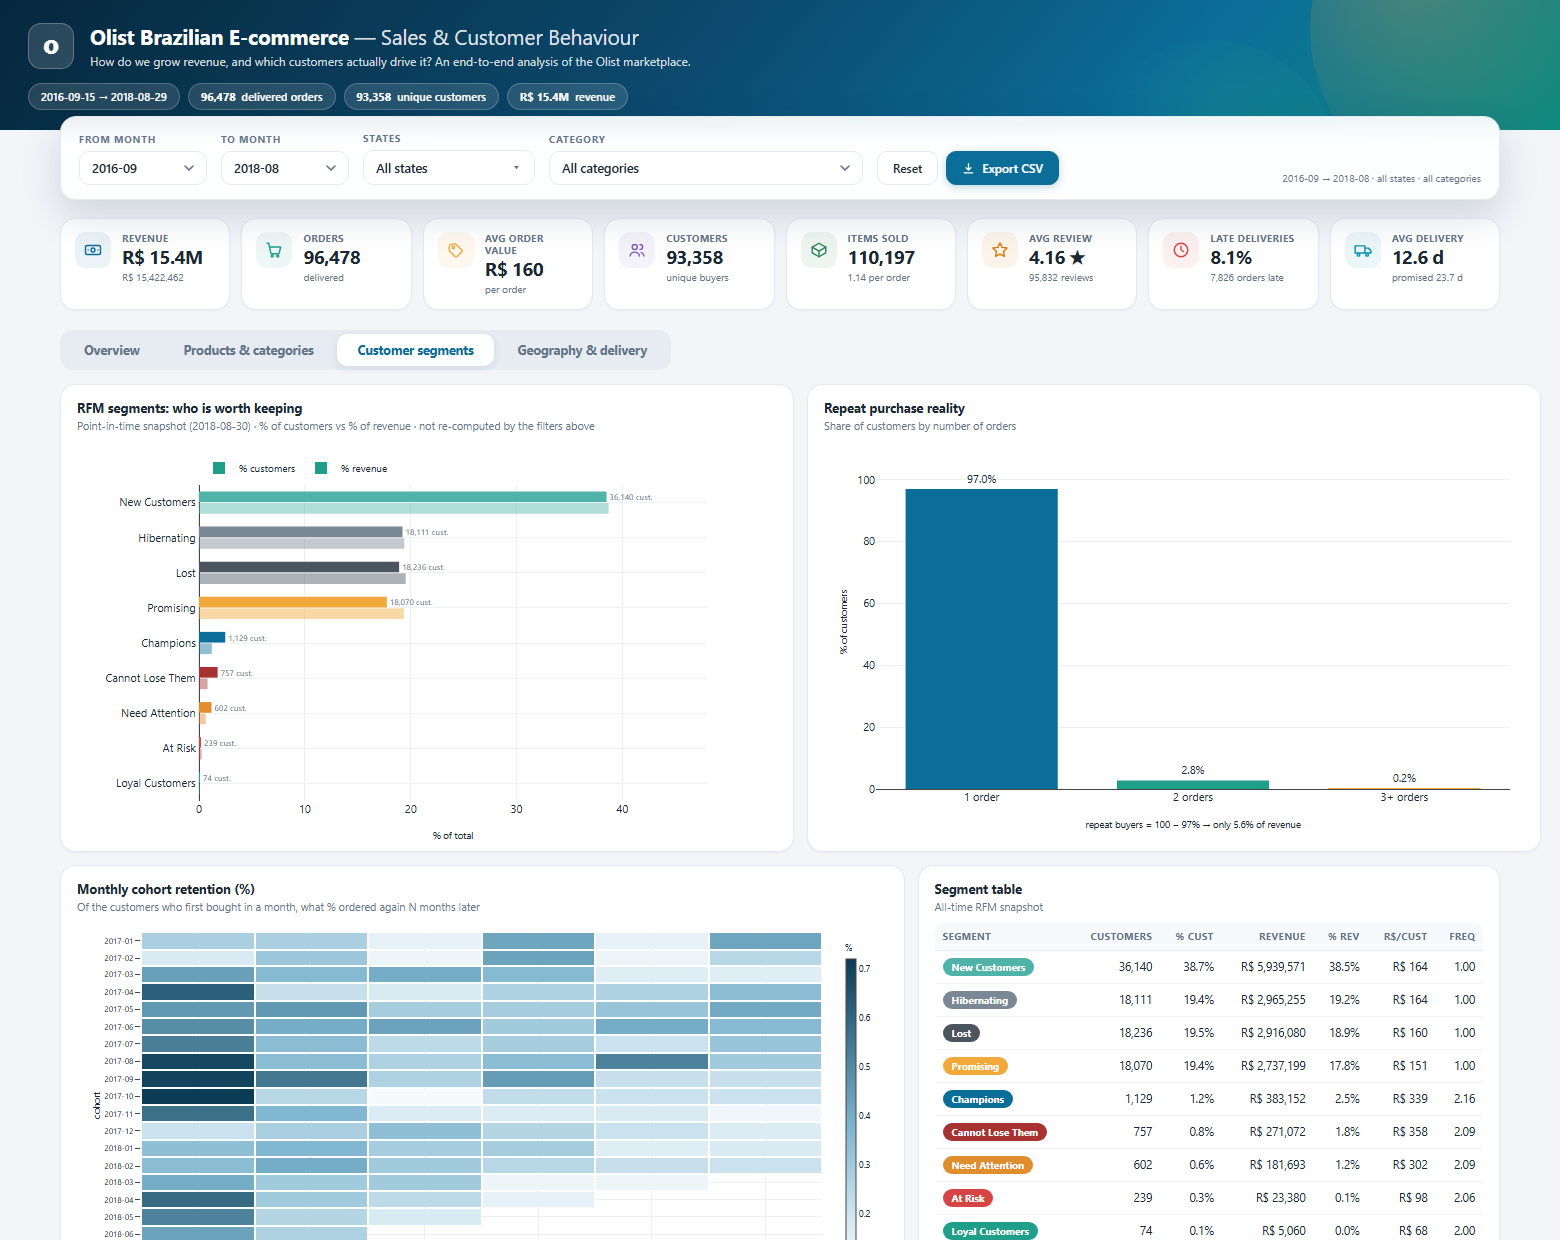 O
Olist Brazilian E-commerce — Sales & Customer Behaviour
How do we grow revenue, and which customers actually drive it? An end-to-end analysis of the Olist marketplace.
2016-09-15 → 2018-08-29
96,478 delivered orders
93,358 unique customers
R$ 15.4M revenue
FROM MONTH
TO MONTH
STATES
CATEGORY
2016-09
2018-08
All states
All categories
Reset
Export CSV
2016-09 → 2018-08 · all states · all categories
REVENUE
R$ 15.4M
R$ 15,422,462
ORDERS
96,478
delivered
AVG ORDER
VALUE
R$ 160
per order
CUSTOMERS
93,358
unique buyers
ITEMS SOLD
110,197
1.14 per order
AVG REVIEW
4.16 ★
95,832 reviews
LATE DELIVERIES
8.1%
7,826 orders late
AVG DELIVERY
12.6 d
promised 23.7 d
Overview
Products & categories
Customer segments
Geography & delivery
RFM segments: who is worth keeping
Point-in-time snapshot (2018-08-30) · % of customers vs % of revenue · not re-computed by the filters above
% customers
% revenue
New Customers
36,140 cust.
Hibernating
18,111 cust.
Lost
18,236 cust.
Promising
18,070 cust.
Champions
1,129 cust.
Cannot Lose Them
757 cust.
Need Attention
602 cust.
At Risk
239 cust.
Loyal Customers
74 cust.
0 10 20 30 40
% of total
Repeat purchase reality
Share of customers by number of orders
% of customers
100
80
60
40
20
0
97.0%
2.8%
0.2%
1 order
2 orders
3+ orders
repeat buyers = 100 − 97% → only 5.6% of revenue
Monthly cohort retention (%)
Of the customers who first bought in a month, what % ordered again N months later
cohort
2017-01
2017-02
2017-03
2017-04
2017-05
2017-06
2017-07
2017-08
2017-09
2017-10
2017-11
2017-12
2018-01
2018-02
2018-03
2018-04
2018-05
2018-06
%
0.7
0.6
0.5
0.4
0.3
0.2
Segment table
All-time RFM snapshot
SEGMENT CUSTOMERS % CUST REVENUE % REV R$/CUST FREQ
New Customers 36,140 38.7% R$ 5,939,571 38.5% R$ 164 1.00
Hibernating 18,111 19.4% R$ 2,965,255 19.2% R$ 164 1.00
Lost 18,236 19.5% R$ 2,916,080 18.9% R$ 160 1.00
Promising 18,070 19.4% R$ 2,737,199 17.8% R$ 151 1.00
Champions 1,129 1.2% R$ 383,152 2.5% R$ 339 2.16
Cannot Lose Them 757 0.8% R$ 271,072 1.8% R$ 358 2.09
Need Attention 602 0.6% R$ 181,693 1.2% R$ 302 2.09
At Risk 239 0.3% R$ 23,380 0.1% R$ 98 2.06
Loyal Customers 74 0.1% R$ 5,060 0.0% R$ 68 2.00